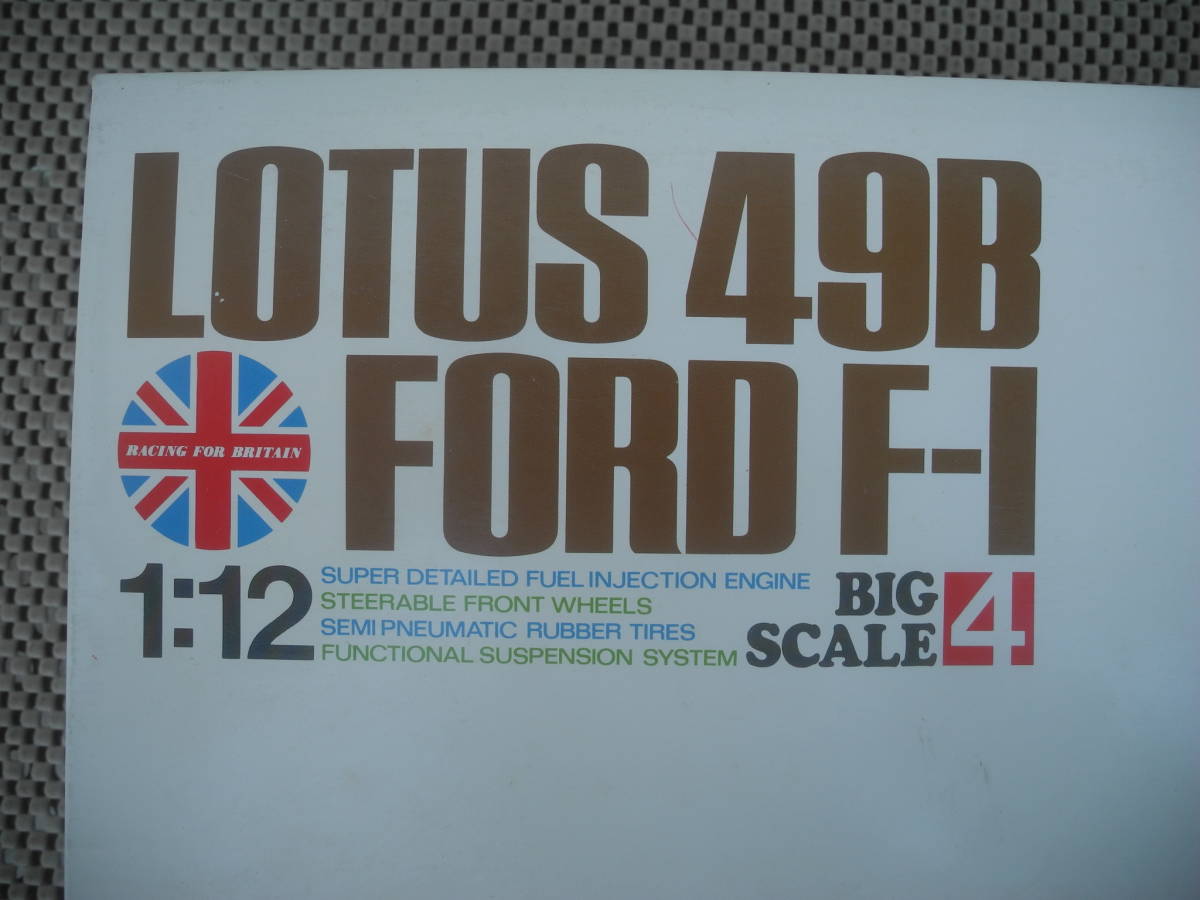 LOTUS 49B
FORD F-1
RACING FOR BRITAIN
1:12
SUPER DETAILED FUEL INJECTION ENGINE
STEERABLE FRONT WHEELS
SEMI PNEUMATIC RUBBER TIRES
FUNCTIONAL SUSPENSION SYSTEM
BIG
SCALE 4